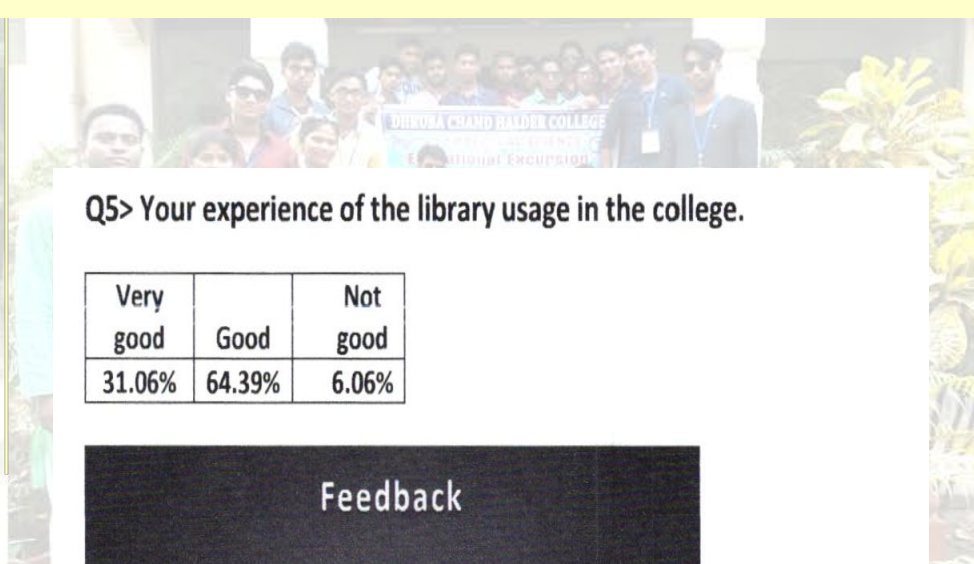 DHRUBA CHAND HALDER COLLEGE
Excursion
Q5> Your experience of the library usage in the college.
Very good Good Not good
31.06% 64.39% 6.06%
Feedback